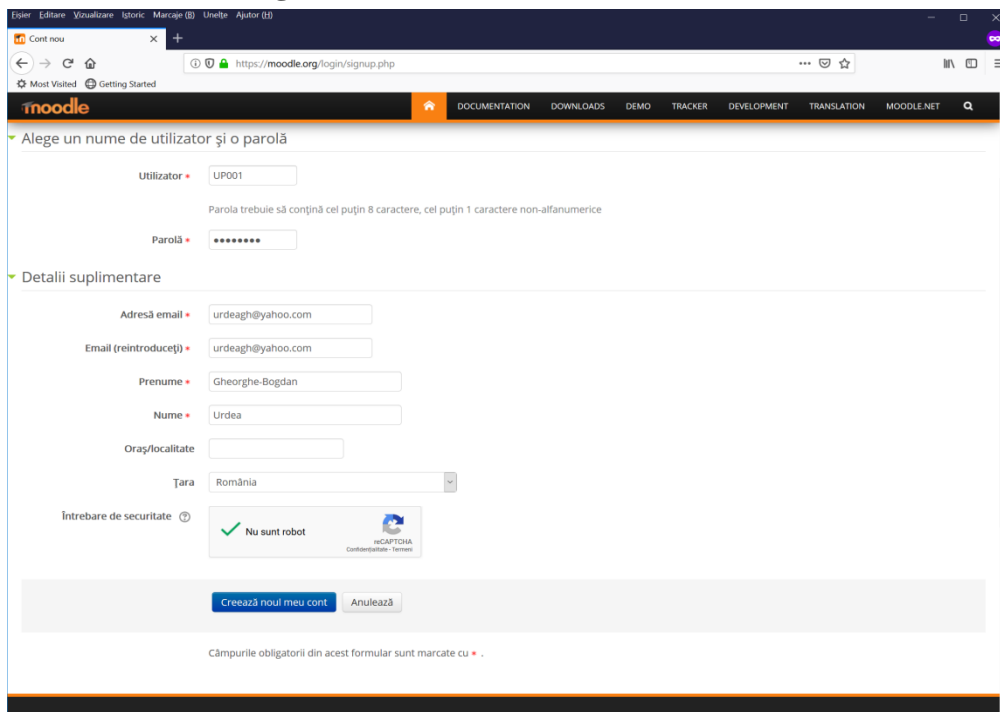 Fișier Editare Vizualizare Istoric Marcaje (B) Unelte Ajutor (H)
Cont nou
https://moodle.org/login/signup.php
Most Visited Getting Started
moodle DOCUMENTATION DOWNLOADS DEMO TRACKER DEVELOPMENT TRANSLATION MOODLE.NET
Alege un nume de utilizator şi o parolă
Utilizator * UP001
Parola trebuie să conţină cel puţin 8 caractere, cel puţin 1 caractere non-alfanumerice
Parolă * ••••••••
Detalii suplimentare
Adresă email * urdeagh@yahoo.com
Email (reintroduceţi) * urdeagh@yahoo.com
Prenume * Gheorghe-Bogdan
Nume * Urdea
Oraş/localitate
Ţara România
Întrebare de securitate
Nu sunt robot
reCAPTCHA
Confidențialitate - Termeni
Creează noul meu cont Anulează
Câmpurile obligatorii din acest formular sunt marcate cu * .